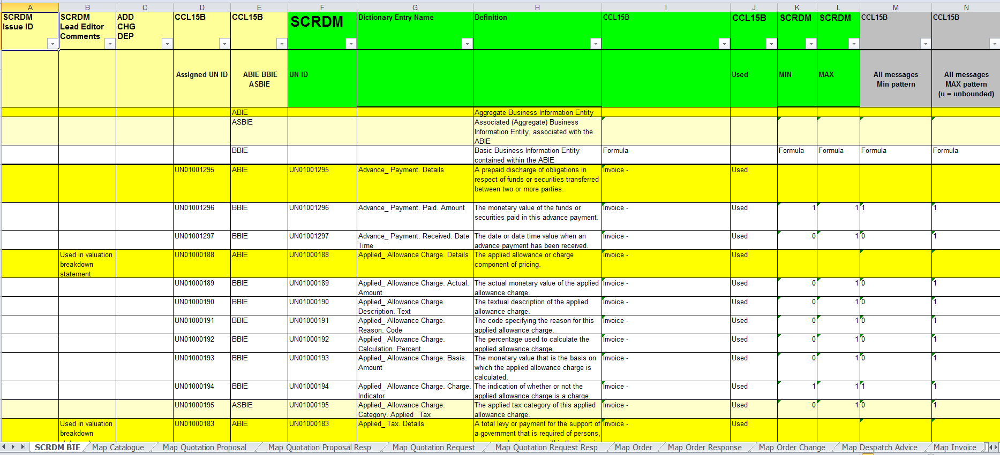 A B C D E F G H I J K L M N
SCRDM Issue ID
SCRDM Lead Editor Comments
ADD CHG DEP
CCL15B
CCL15B
SCRDM
Dictionary Entry Name
Definition
CCL15B
CCL15B
SCRDM
SCRDM
CCL15B
CCL15B
Assigned UN ID
ABIE BBIE ASBIE
UN ID
Used
MIN
MAX
All messages Min pattern
All messages MAX pattern (u = unbounded)
ABIE Aggregate Business Information Entity
ASBIE Associated (Aggregate) Business
Information Entity, associated with the
ABIE
BBIE Basic Business Information Entity Formula Formula Formula Formula Formula
contained within the ABIE
UN01001295 ABIE UN01001295 Advance_ Payment. Details A prepaid discharge of obligations in Invoice - Used
respect of funds or securities transferred
between two or more parties.
UN01001296 BBIE UN01001296 Advance_ Payment. Paid. Amount The monetary value of the funds or Invoice - Used 1 1 1 1
securities paid in this advance payment.
UN01001297 BBIE UN01001297 Advance_ Payment. Received. Date The date or date time value when an Invoice - Used 0 1 0 1
Time advance payment has been received.
Used in valuation UN01000188 ABIE UN01000188 Applied_ Allowance Charge. Details The applied allowance or charge Invoice - Used
breakdown component of pricing.
statement
UN01000189 BBIE UN01000189 Applied_ Allowance Charge. Actual. The actual monetary value of the applied Invoice - Used 0 1 0 1
Amount allowance charge.
UN01000190 BBIE UN01000190 Applied_ Allowance Charge. The textual description of the applied Invoice - Used 0 1 0 1
Description. Text allowance charge.
UN01000191 BBIE UN01000191 Applied_ Allowance Charge. The code specifying the reason for this Invoice - Used 0 1 0 1
Reason. Code applied allowance charge.
UN01000192 BBIE UN01000192 Applied_ Allowance Charge. The percentage used to calculate the Invoice - Used 0 1 0 1
Calculation. Percent applied allowance charge.
UN01000193 BBIE UN01000193 Applied_ Allowance Charge. Basis. The monetary value that is the basis on Invoice - Used 0 1 0 1
Amount which the applied allowance charge is
calculated.
UN01000194 BBIE UN01000194 Applied_ Allowance Charge. Charge. The indication of whether or not the Invoice - Used 1 1 1 1
Indicator applied allowance charge is a charge.
UN01000195 ASBIE UN01000195 Applied_ Allowance Charge. The applied tax category of this applied Invoice - Used 0 1 0 1
Category. Applied_ Tax allowance charge.
Used in valuation UN01000183 ABIE UN01000183 Applied_ Tax. Details A total levy or payment for the support of Invoice - Used
breakdown a government that is required of persons,
SCRDM BIE Map Catalogue Map Quotation Proposal Map Quotation Proposal Resp Map Quotation Request Map Quotation Request Resp Map Order Map Order Response Map Order Change Map Despatch Advice Map Invoice